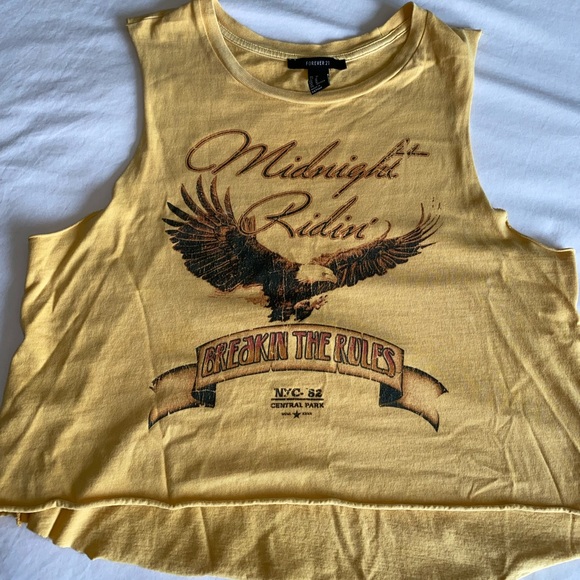 FOREVER 21
Midnight
Ridin'
BREAKIN THE RULES
NYC-'82
CENTRAL PARK